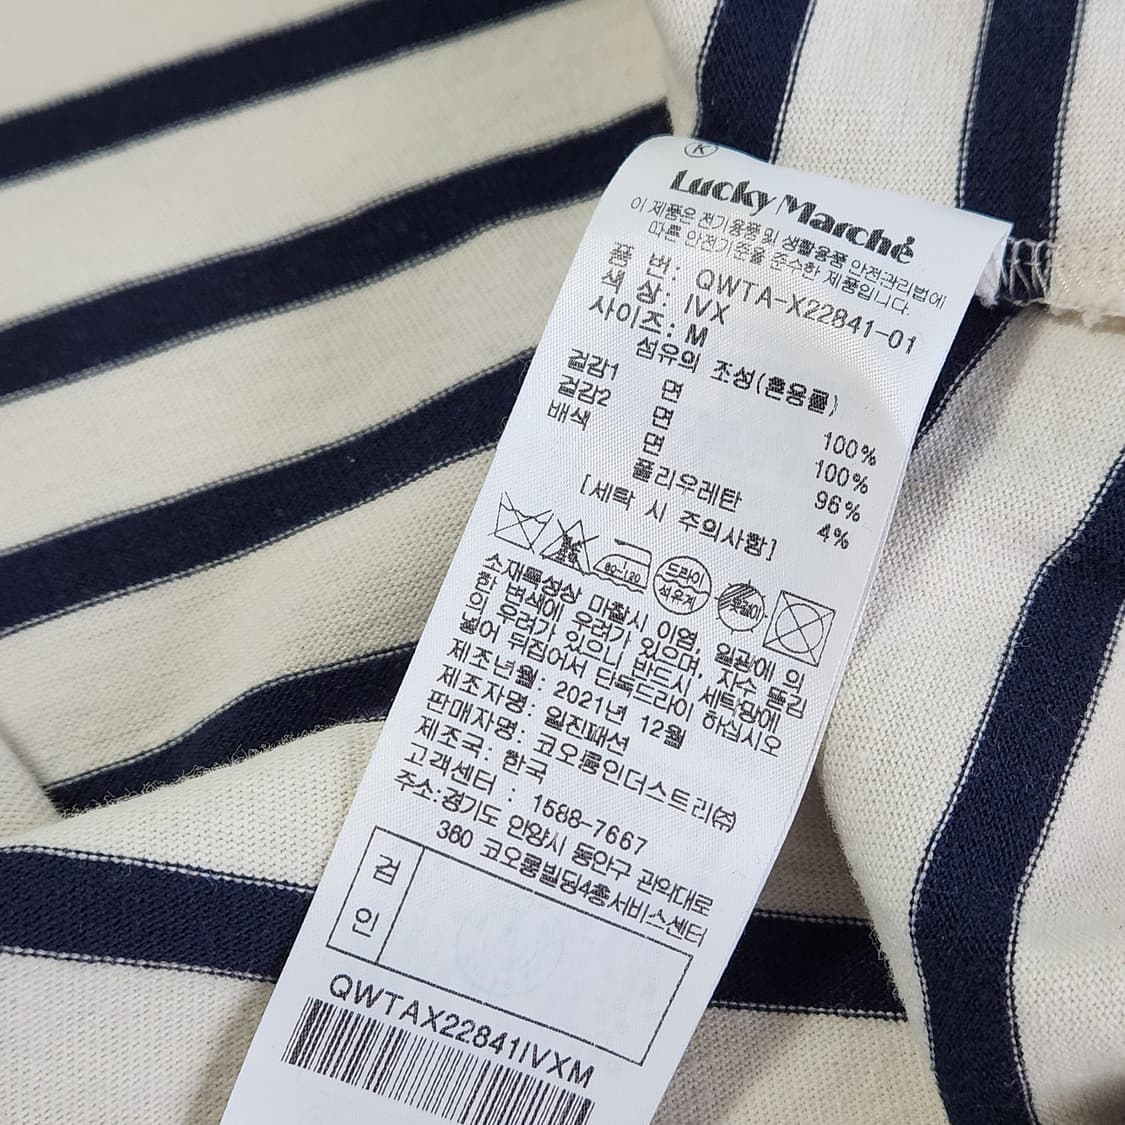 K
Lucky Marché
이 제품은 전기용품 및 생활용품 안전관리법에
따른 안전기준을 준수한 제품입니다.
품 번: QWTA-X22841-01
색 상: IVX
사이즈: M
섬유의 조성(혼용률)
겉감1 면 100%
겉감2 면 100%
배색 면 96%
폴리우레탄 4%
[세탁 시 주의사항]
80~120
드라이
석유계
소재특성상 마찰시 이염, 일광에 의
한 변색에 우려가 있으며, 자수 뜯김
의 우려가 있으니 반드시 세탁망에
넣어 뒤집어서 단독드라이 하십시오
제조년월: 2021년 12월
제조자명: 일진패션
판매자명: 코오롱인더스트리㈜
제조국: 한국
고객센터 : 1588-7667
주소:경기도 안양시 동안구 관악대로
360 코오롱빌딩4층서비스센터
검
인
QWTAX22841IVXM